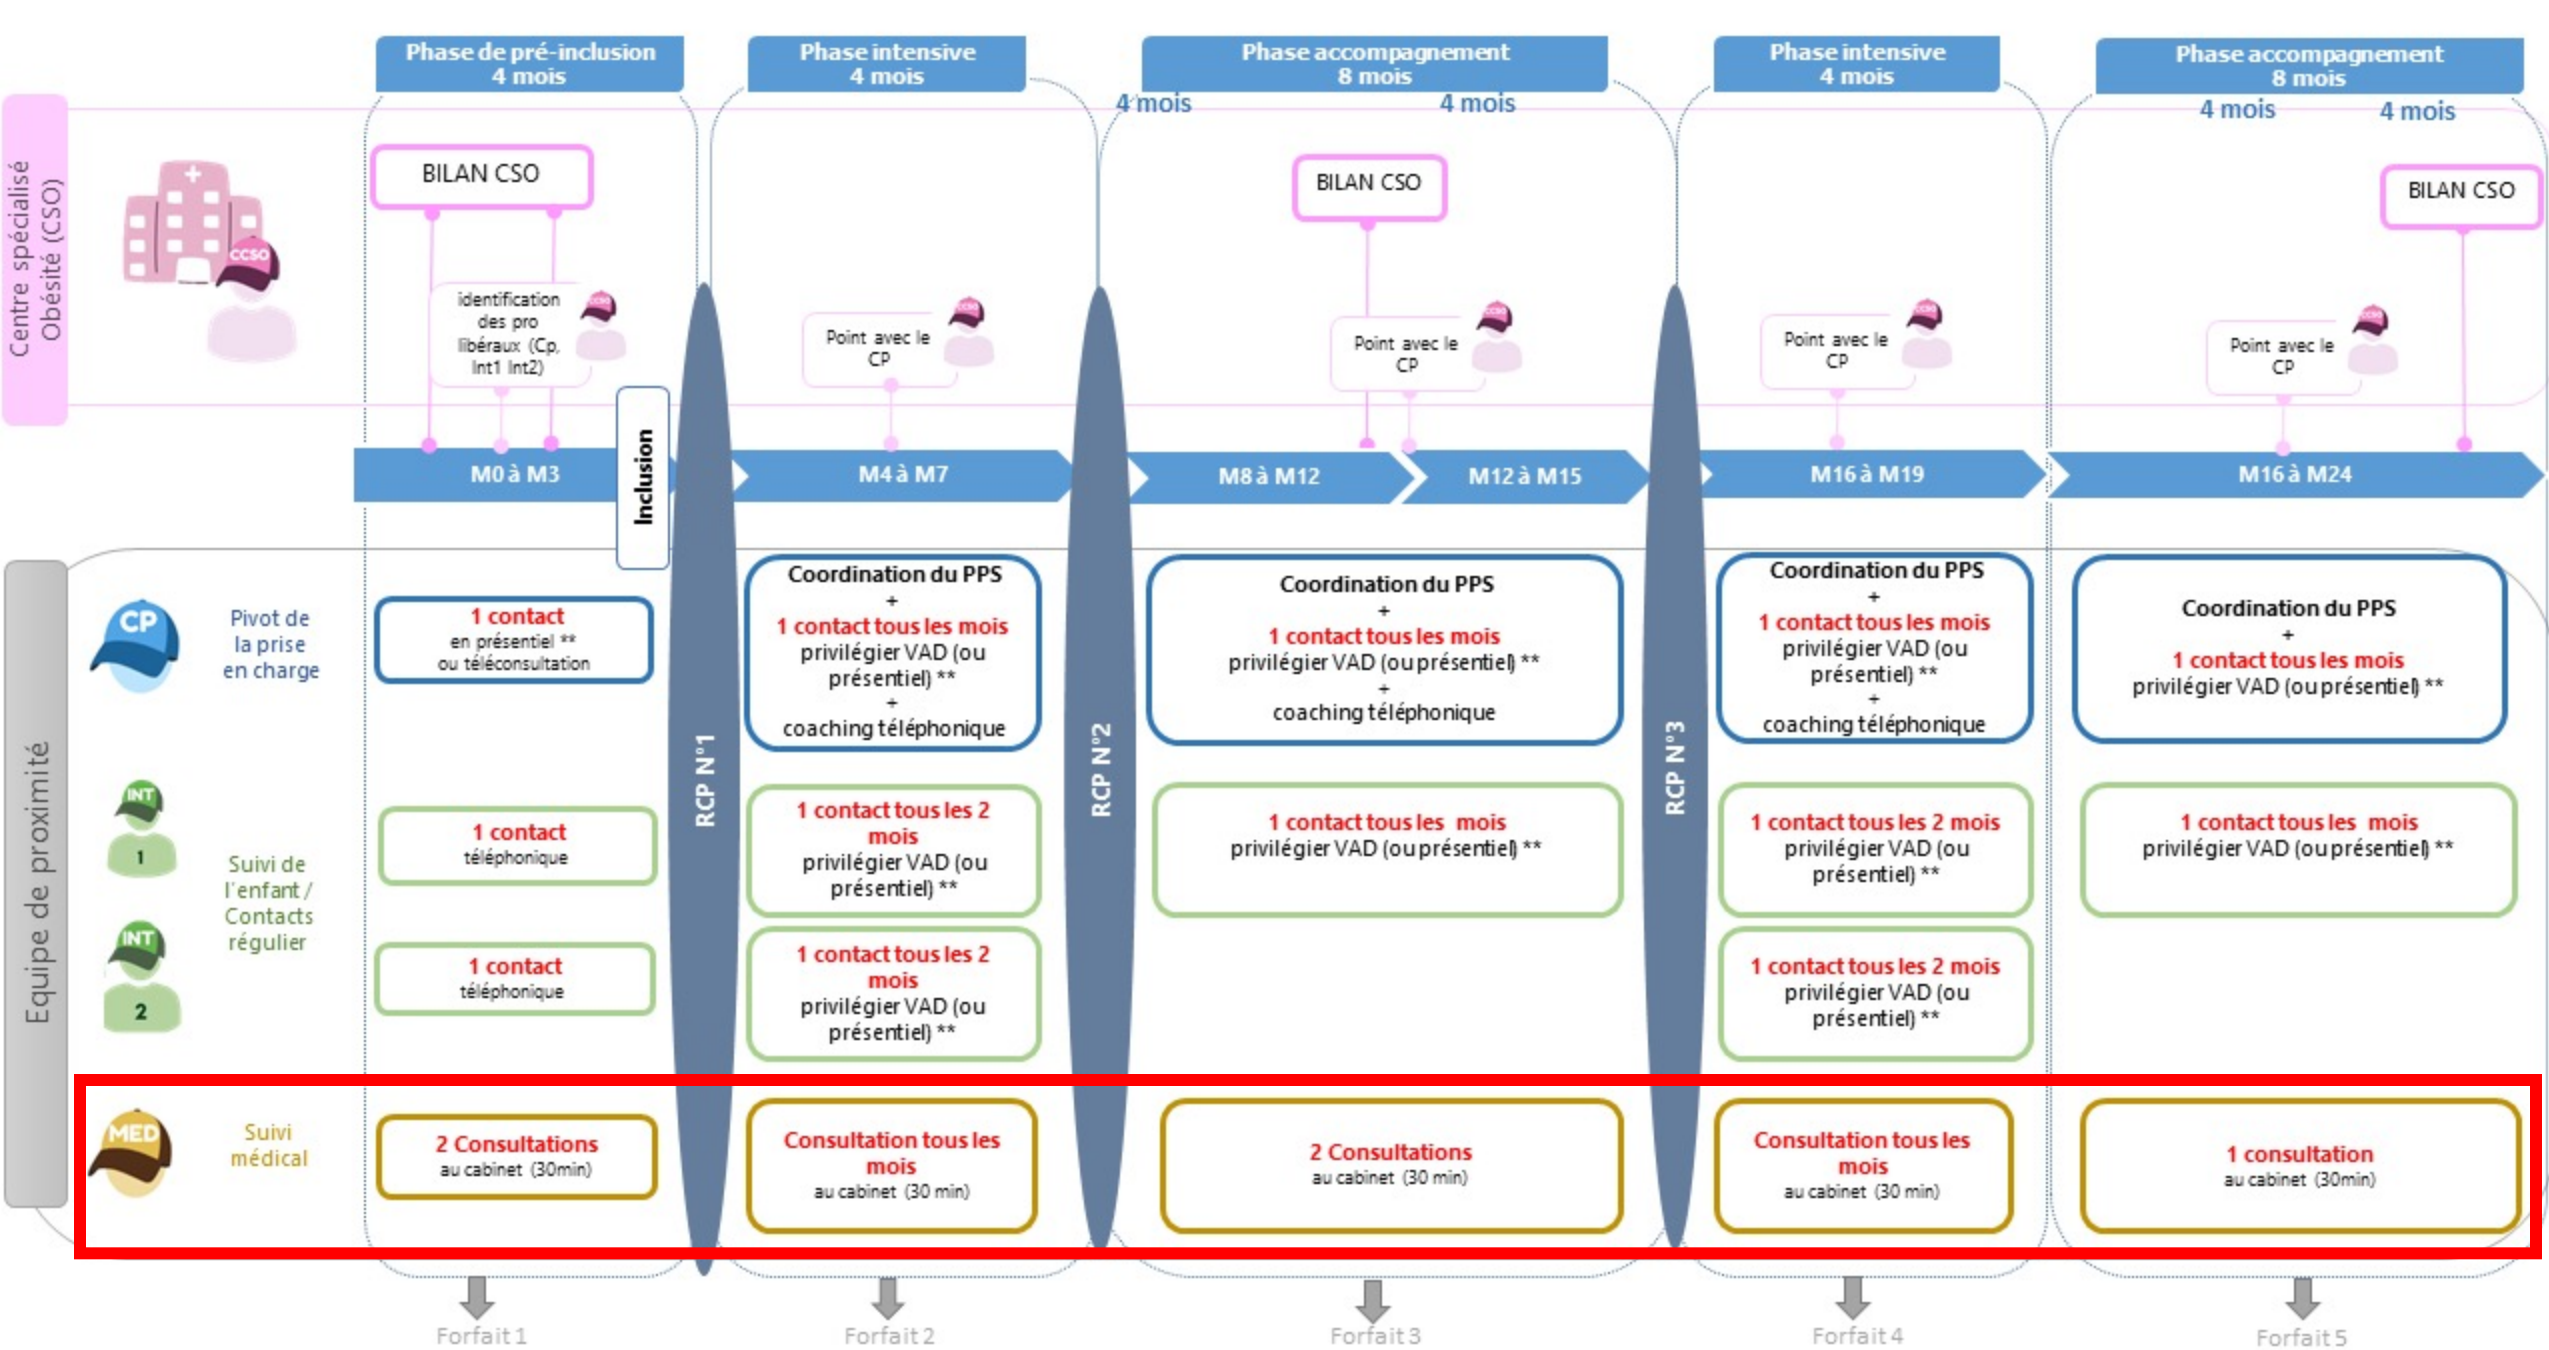 Phase de pré-inclusion
4 mois
Phase intensive
4 mois
Phase accompagnement
8 mois
Phase intensive
4 mois
Phase accompagnement
8 mois
4 mois
4 mois
4 mois
4 mois
Centre spécialisé
Obésité (CSO)
CCSO
BILAN CSO
BILAN CSO
BILAN CSO
identification
des pro
libéraux (Cp,
Int1 Int2)
CCSO
Point avec le
CP
CCSO
Point avec le
CP
CCSO
Point avec le
CP
CCSO
Point avec le
CP
CCSO
Inclusion
M0 à M3
M4 à M7
M8 à M12
M12 à M15
M16 à M19
M16 à M24
RCP N°1
RCP N°2
RCP N°3
Equipe de proximité
CP
Pivot de
la prise
en charge
1 contact
en présentiel **
ou téléconsultation
Coordination du PPS
+
1 contact tous les mois
privilégier VAD (ou
présentiel) **
+
coaching téléphonique
Coordination du PPS
+
1 contact tous les mois
privilégier VAD (ou présentiel) **
+
coaching téléphonique
Coordination du PPS
+
1 contact tous les mois
privilégier VAD (ou
présentiel) **
+
coaching téléphonique
Coordination du PPS
+
1 contact tous les mois
privilégier VAD (ou présentiel) **
INT
1
INT
2
Suivi de
l'enfant /
Contacts
régulier
1 contact
téléphonique
1 contact tous les 2
mois
privilégier VAD (ou
présentiel) **
1 contact tous les mois
privilégier VAD (ou présentiel) **
1 contact tous les 2 mois
privilégier VAD (ou
présentiel) **
1 contact tous les mois
privilégier VAD (ou présentiel) **
1 contact
téléphonique
1 contact tous les 2
mois
privilégier VAD (ou
présentiel) **
1 contact tous les 2 mois
privilégier VAD (ou
présentiel) **
MED
Suivi
médical
2 Consultations
au cabinet (30min)
Consultation tous les
mois
au cabinet (30 min)
2 Consultations
au cabinet (30 min)
Consultation tous les
mois
au cabinet (30 min)
1 consultation
au cabinet (30min)
Forfait 1
Forfait 2
Forfait 3
Forfait 4
Forfait 5